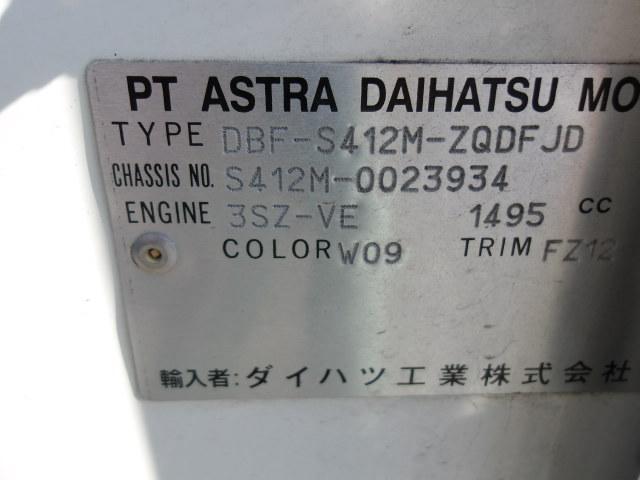 PT ASTRA DAIHATSU MO
TYPE DBF-S412M-ZQDFJD
CHASSIS NO. S412M-0023934
ENGINE 3SZ-VE 1495 CC
COLOR W09 TRIM FZ12
輸入者:ダイハツ工業株式会社